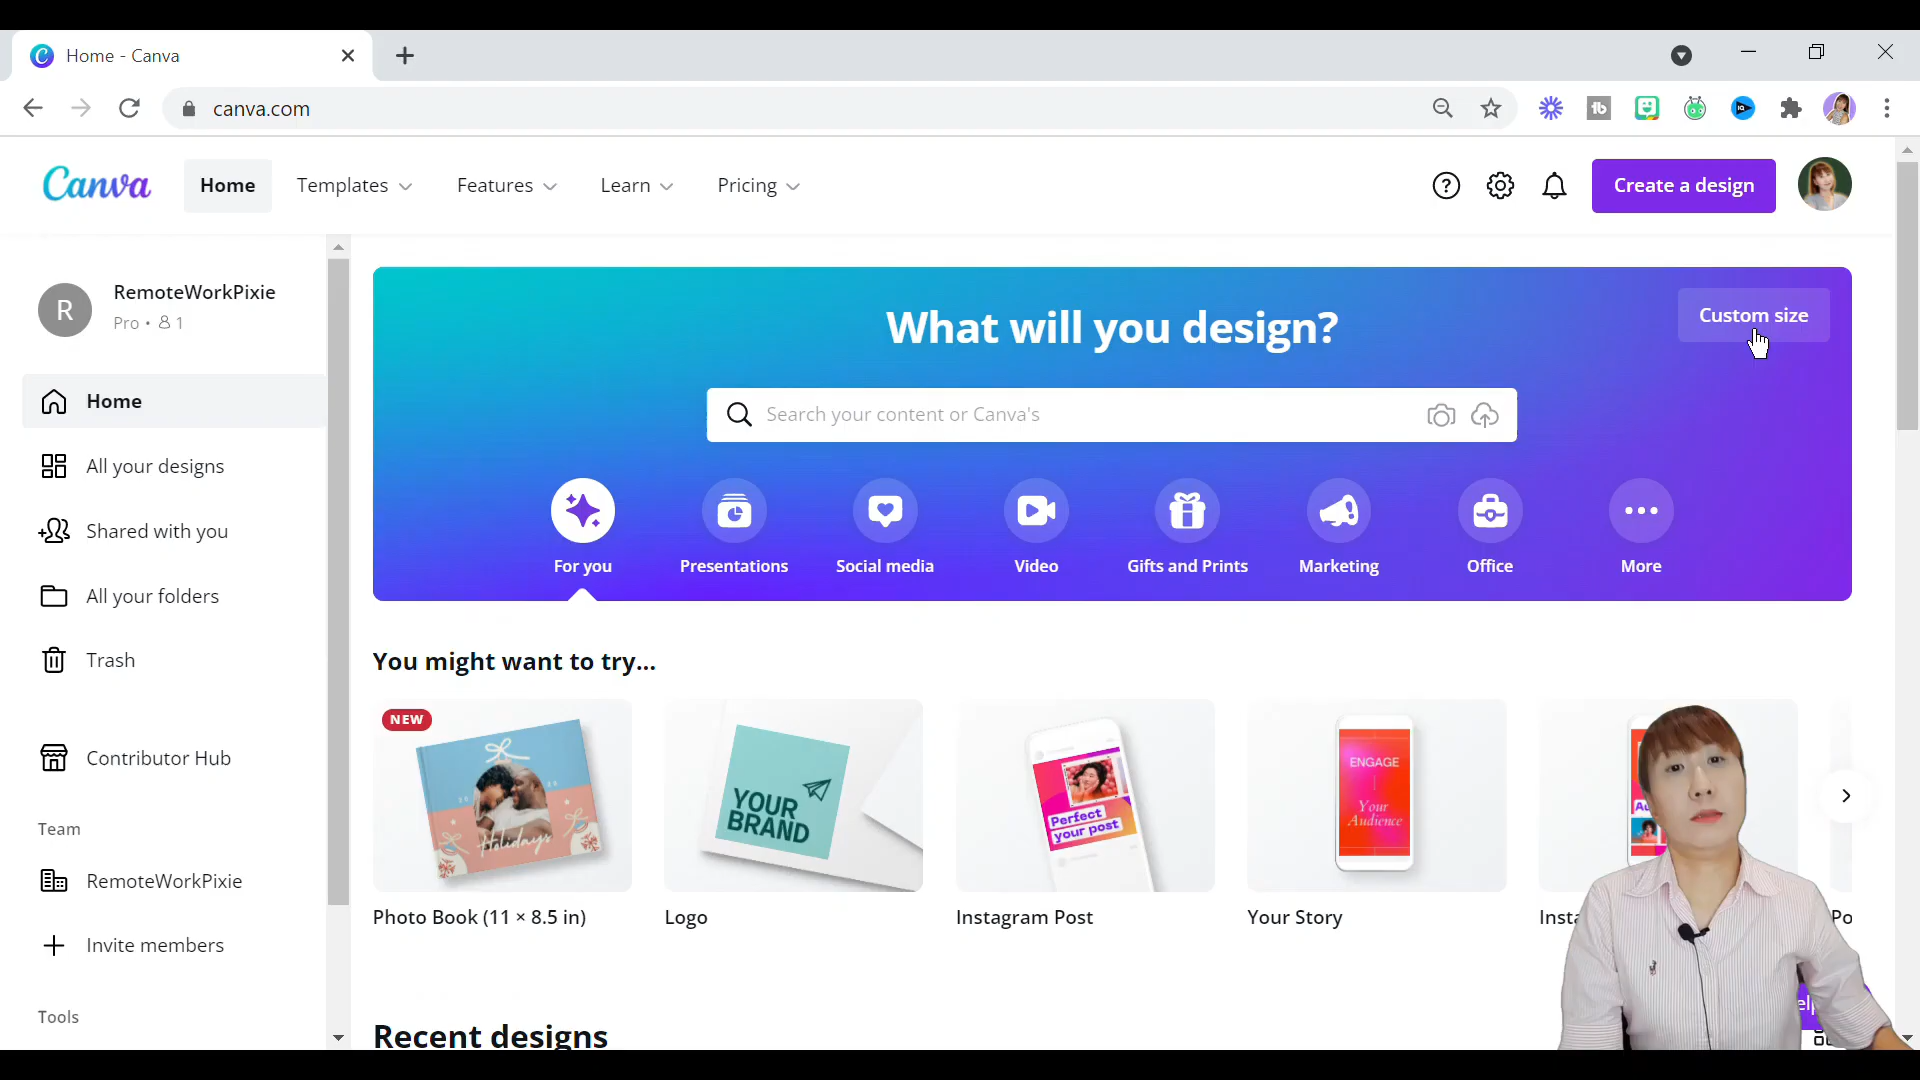 Home - Canva
canva.com
Canva
Home
Templates
Features
Learn
Pricing
Create a design
R
RemoteWorkPixie
Pro • 1
Home
All your designs
Shared with you
All your folders
Trash
Contributor Hub
Team
RemoteWorkPixie
Invite members
Tools
What will you design?
Custom size
Search your content or Canva's
For you
Presentations
Social media
Video
Gifts and Prints
Marketing
Office
More
You might want to try...
NEW
Holidays
YOUR
BRAND
Perfect
your post
ENGAGE
Your
Audience
Photo Book (11 × 8.5 in)
Logo
Instagram Post
Your Story
Recent designs